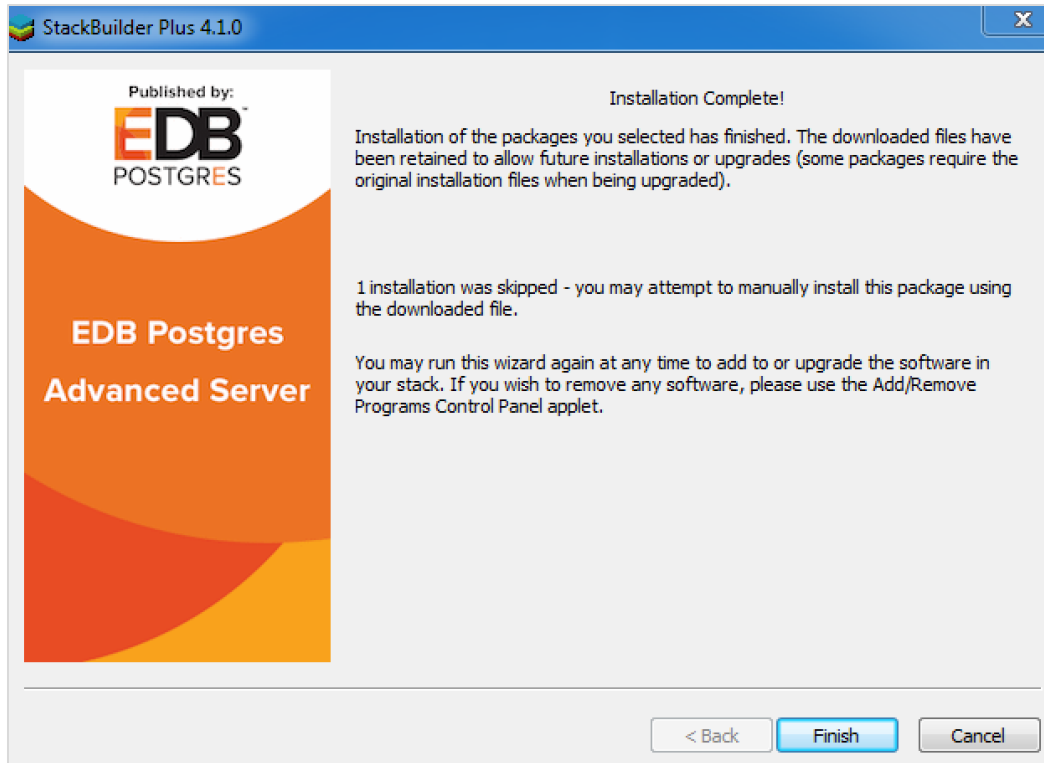 StackBuilder Plus 4.1.0
X
Published by:
EDB™
POSTGRES
EDB Postgres
Advanced Server
Installation Complete!
Installation of the packages you selected has finished. The downloaded files have
been retained to allow future installations or upgrades (some packages require the
original installation files when being upgraded).
1 installation was skipped - you may attempt to manually install this package using
the downloaded file.
You may run this wizard again at any time to add to or upgrade the software in
your stack. If you wish to remove any software, please use the Add/Remove
Programs Control Panel applet.
< Back
Finish
Cancel